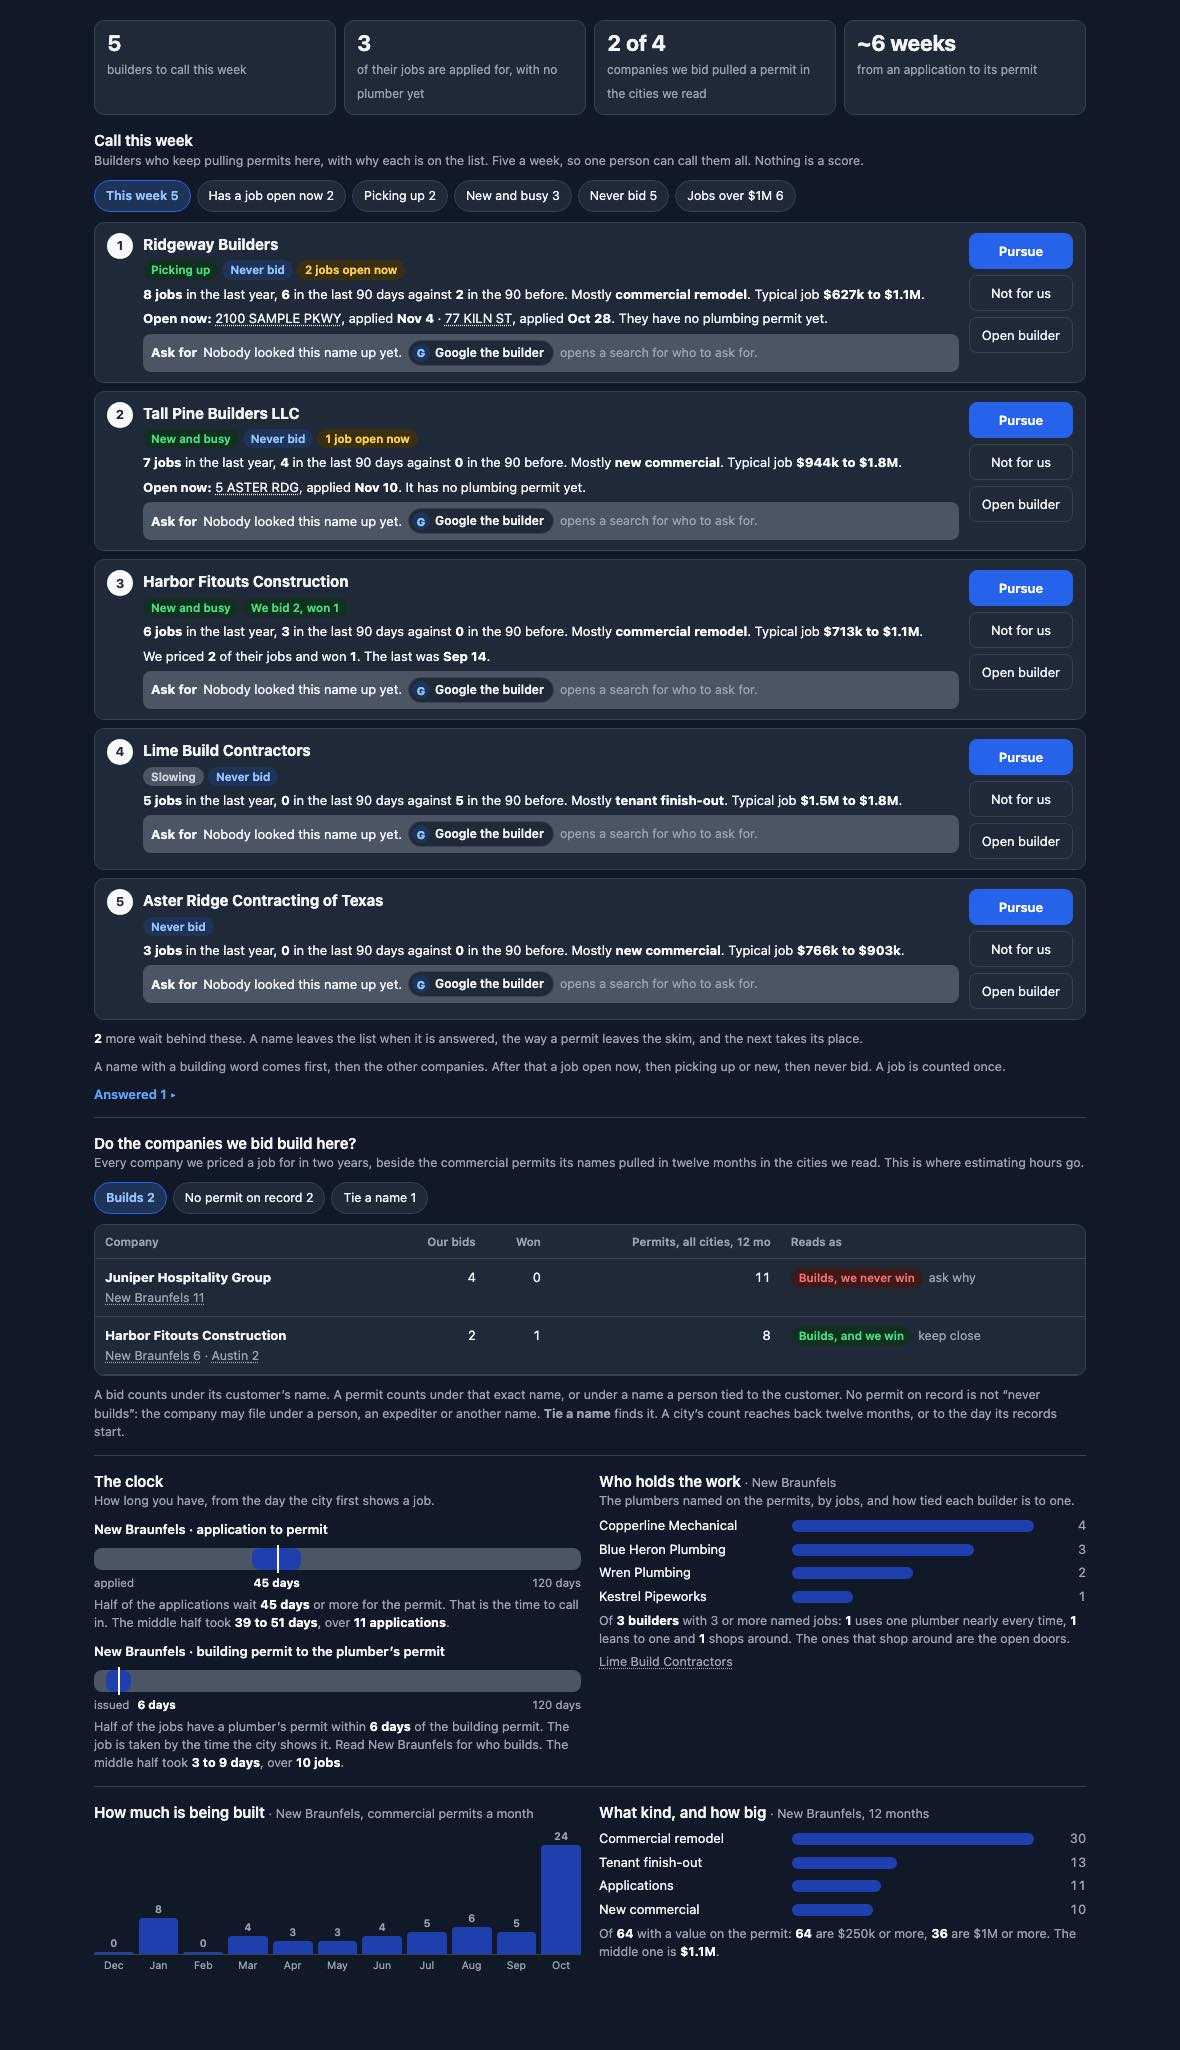 5
builders to call this week
3
of their jobs are applied for, with no
plumber yet
2 of 4
companies we bid pulled a permit in
the cities we read
~6 weeks
from an application to its permit
Call this week
Builders who keep pulling permits here, with why each is on the list. Five a week, so one person can call them all. Nothing is a score.
This week 5
Has a job open now 2
Picking up 2
New and busy 3
Never bid 5
Jobs over $1M 6
1 Ridgeway Builders
Picking up Never bid 2 jobs open now
8 jobs in the last year, 6 in the last 90 days against 2 in the 90 before. Mostly commercial remodel. Typical job $627k to $1.1M.
Open now: 2100 SAMPLE PKWY, applied Nov 4 · 77 KILN ST, applied Oct 28. They have no plumbing permit yet.
Ask for Nobody looked this name up yet. G Google the builder opens a search for who to ask for.
Pursue
Not for us
Open builder
2 Tall Pine Builders LLC
New and busy Never bid 1 job open now
7 jobs in the last year, 4 in the last 90 days against 0 in the 90 before. Mostly new commercial. Typical job $944k to $1.8M.
Open now: 5 ASTER RDG, applied Nov 10. It has no plumbing permit yet.
Ask for Nobody looked this name up yet. G Google the builder opens a search for who to ask for.
Pursue
Not for us
Open builder
3 Harbor Fitouts Construction
New and busy We bid 2, won 1
6 jobs in the last year, 3 in the last 90 days against 0 in the 90 before. Mostly commercial remodel. Typical job $713k to $1.1M.
We priced 2 of their jobs and won 1. The last was Sep 14.
Ask for Nobody looked this name up yet. G Google the builder opens a search for who to ask for.
Pursue
Not for us
Open builder
4 Lime Build Contractors
Slowing Never bid
5 jobs in the last year, 0 in the last 90 days against 5 in the 90 before. Mostly tenant finish-out. Typical job $1.5M to $1.8M.
Ask for Nobody looked this name up yet. G Google the builder opens a search for who to ask for.
Pursue
Not for us
Open builder
5 Aster Ridge Contracting of Texas
Never bid
3 jobs in the last year, 0 in the last 90 days against 0 in the 90 before. Mostly new commercial. Typical job $766k to $903k.
Ask for Nobody looked this name up yet. G Google the builder opens a search for who to ask for.
Pursue
Not for us
Open builder
2 more wait behind these. A name leaves the list when it is answered, the way a permit leaves the skim, and the next takes its place.
A name with a building word comes first, then the other companies. After that a job open now, then picking up or new, then never bid. A job is counted once.
Answered 1 ▸
Do the companies we bid build here?
Every company we priced a job for in two years, beside the commercial permits its names pulled in twelve months in the cities we read. This is where estimating hours go.
Builds 2
No permit on record 2
Tie a name 1
Company Our bids Won Permits, all cities, 12 mo Reads as
Juniper Hospitality Group 4 0 11 Builds, we never win ask why
New Braunfels 11
Harbor Fitouts Construction 2 1 8 Builds, and we win keep close
New Braunfels 6 · Austin 2
A bid counts under its customer’s name. A permit counts under that exact name, or under a name a person tied to the customer. No permit on record is not “never
builds”: the company may file under a person, an expediter or another name. Tie a name finds it. A city’s count reaches back twelve months, or to the day its records
start.
The clock
How long you have, from the day the city first shows a job.
New Braunfels · application to permit
applied 45 days 120 days
Half of the applications wait 45 days or more for the permit. That is the time to call
in. The middle half took 39 to 51 days, over 11 applications.
New Braunfels · building permit to the plumber’s permit
issued 6 days 120 days
Half of the jobs have a plumber’s permit within 6 days of the building permit. The
job is taken by the time the city shows it. Read New Braunfels for who builds. The
middle half took 3 to 9 days, over 10 jobs.
Who holds the work · New Braunfels
The plumbers named on the permits, by jobs, and how tied each builder is to one.
Copperline Mechanical 4
Blue Heron Plumbing 3
Wren Plumbing 2
Kestrel Pipeworks 1
Of 3 builders with 3 or more named jobs: 1 uses one plumber nearly every time, 1
leans to one and 1 shops around. The ones that shop around are the open doors.
Lime Build Contractors
How much is being built · New Braunfels, commercial permits a month
0 8 0 4 3 3 4 5 6 5 24
Dec Jan Feb Mar Apr May Jun Jul Aug Sep Oct
What kind, and how big · New Braunfels, 12 months
Commercial remodel 30
Tenant finish-out 13
Applications 11
New commercial 10
Of 64 with a value on the permit: 64 are $250k or more, 36 are $1M or more. The
middle one is $1.1M.